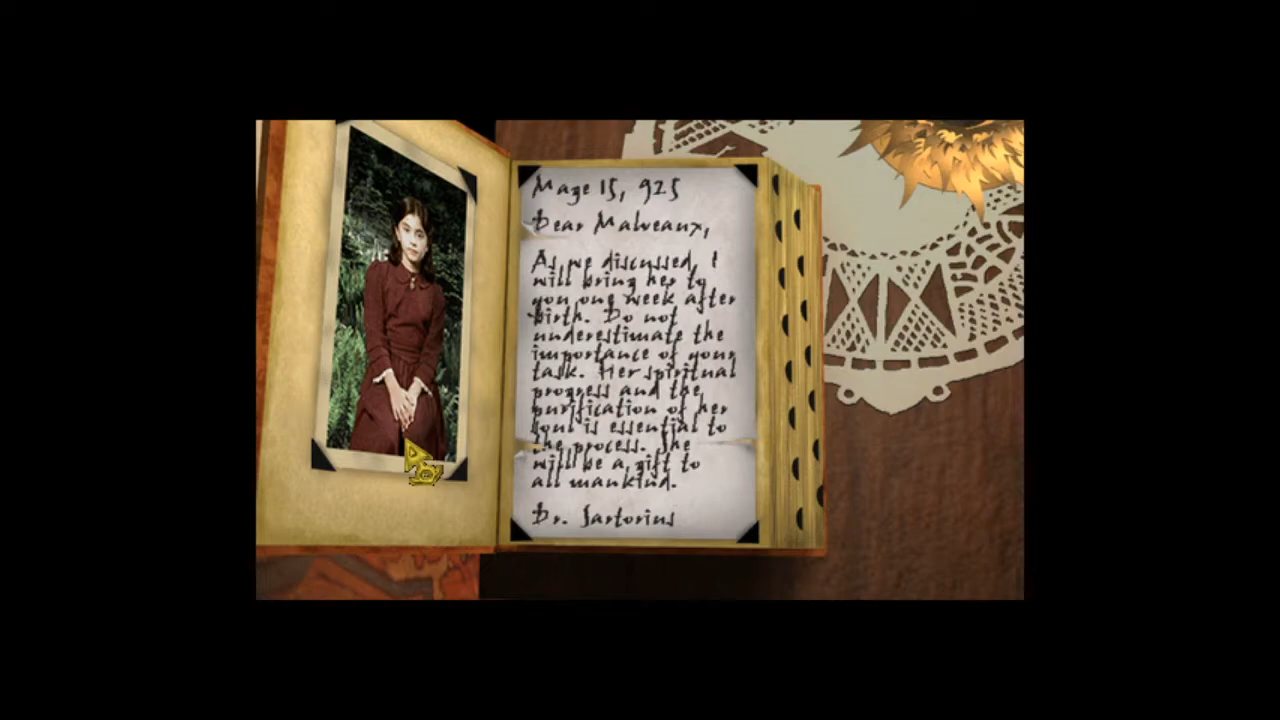 Maze 15, 925
Dear Malveaux,
As we discussed, I
will bring her to
you one week after
birth. Do not
underestimate the
importance of your
task. Her spiritual
progress and the
purification of her
soul is essential to
the process. She
will be a gift to
all mankind.
Dr. Sartorius